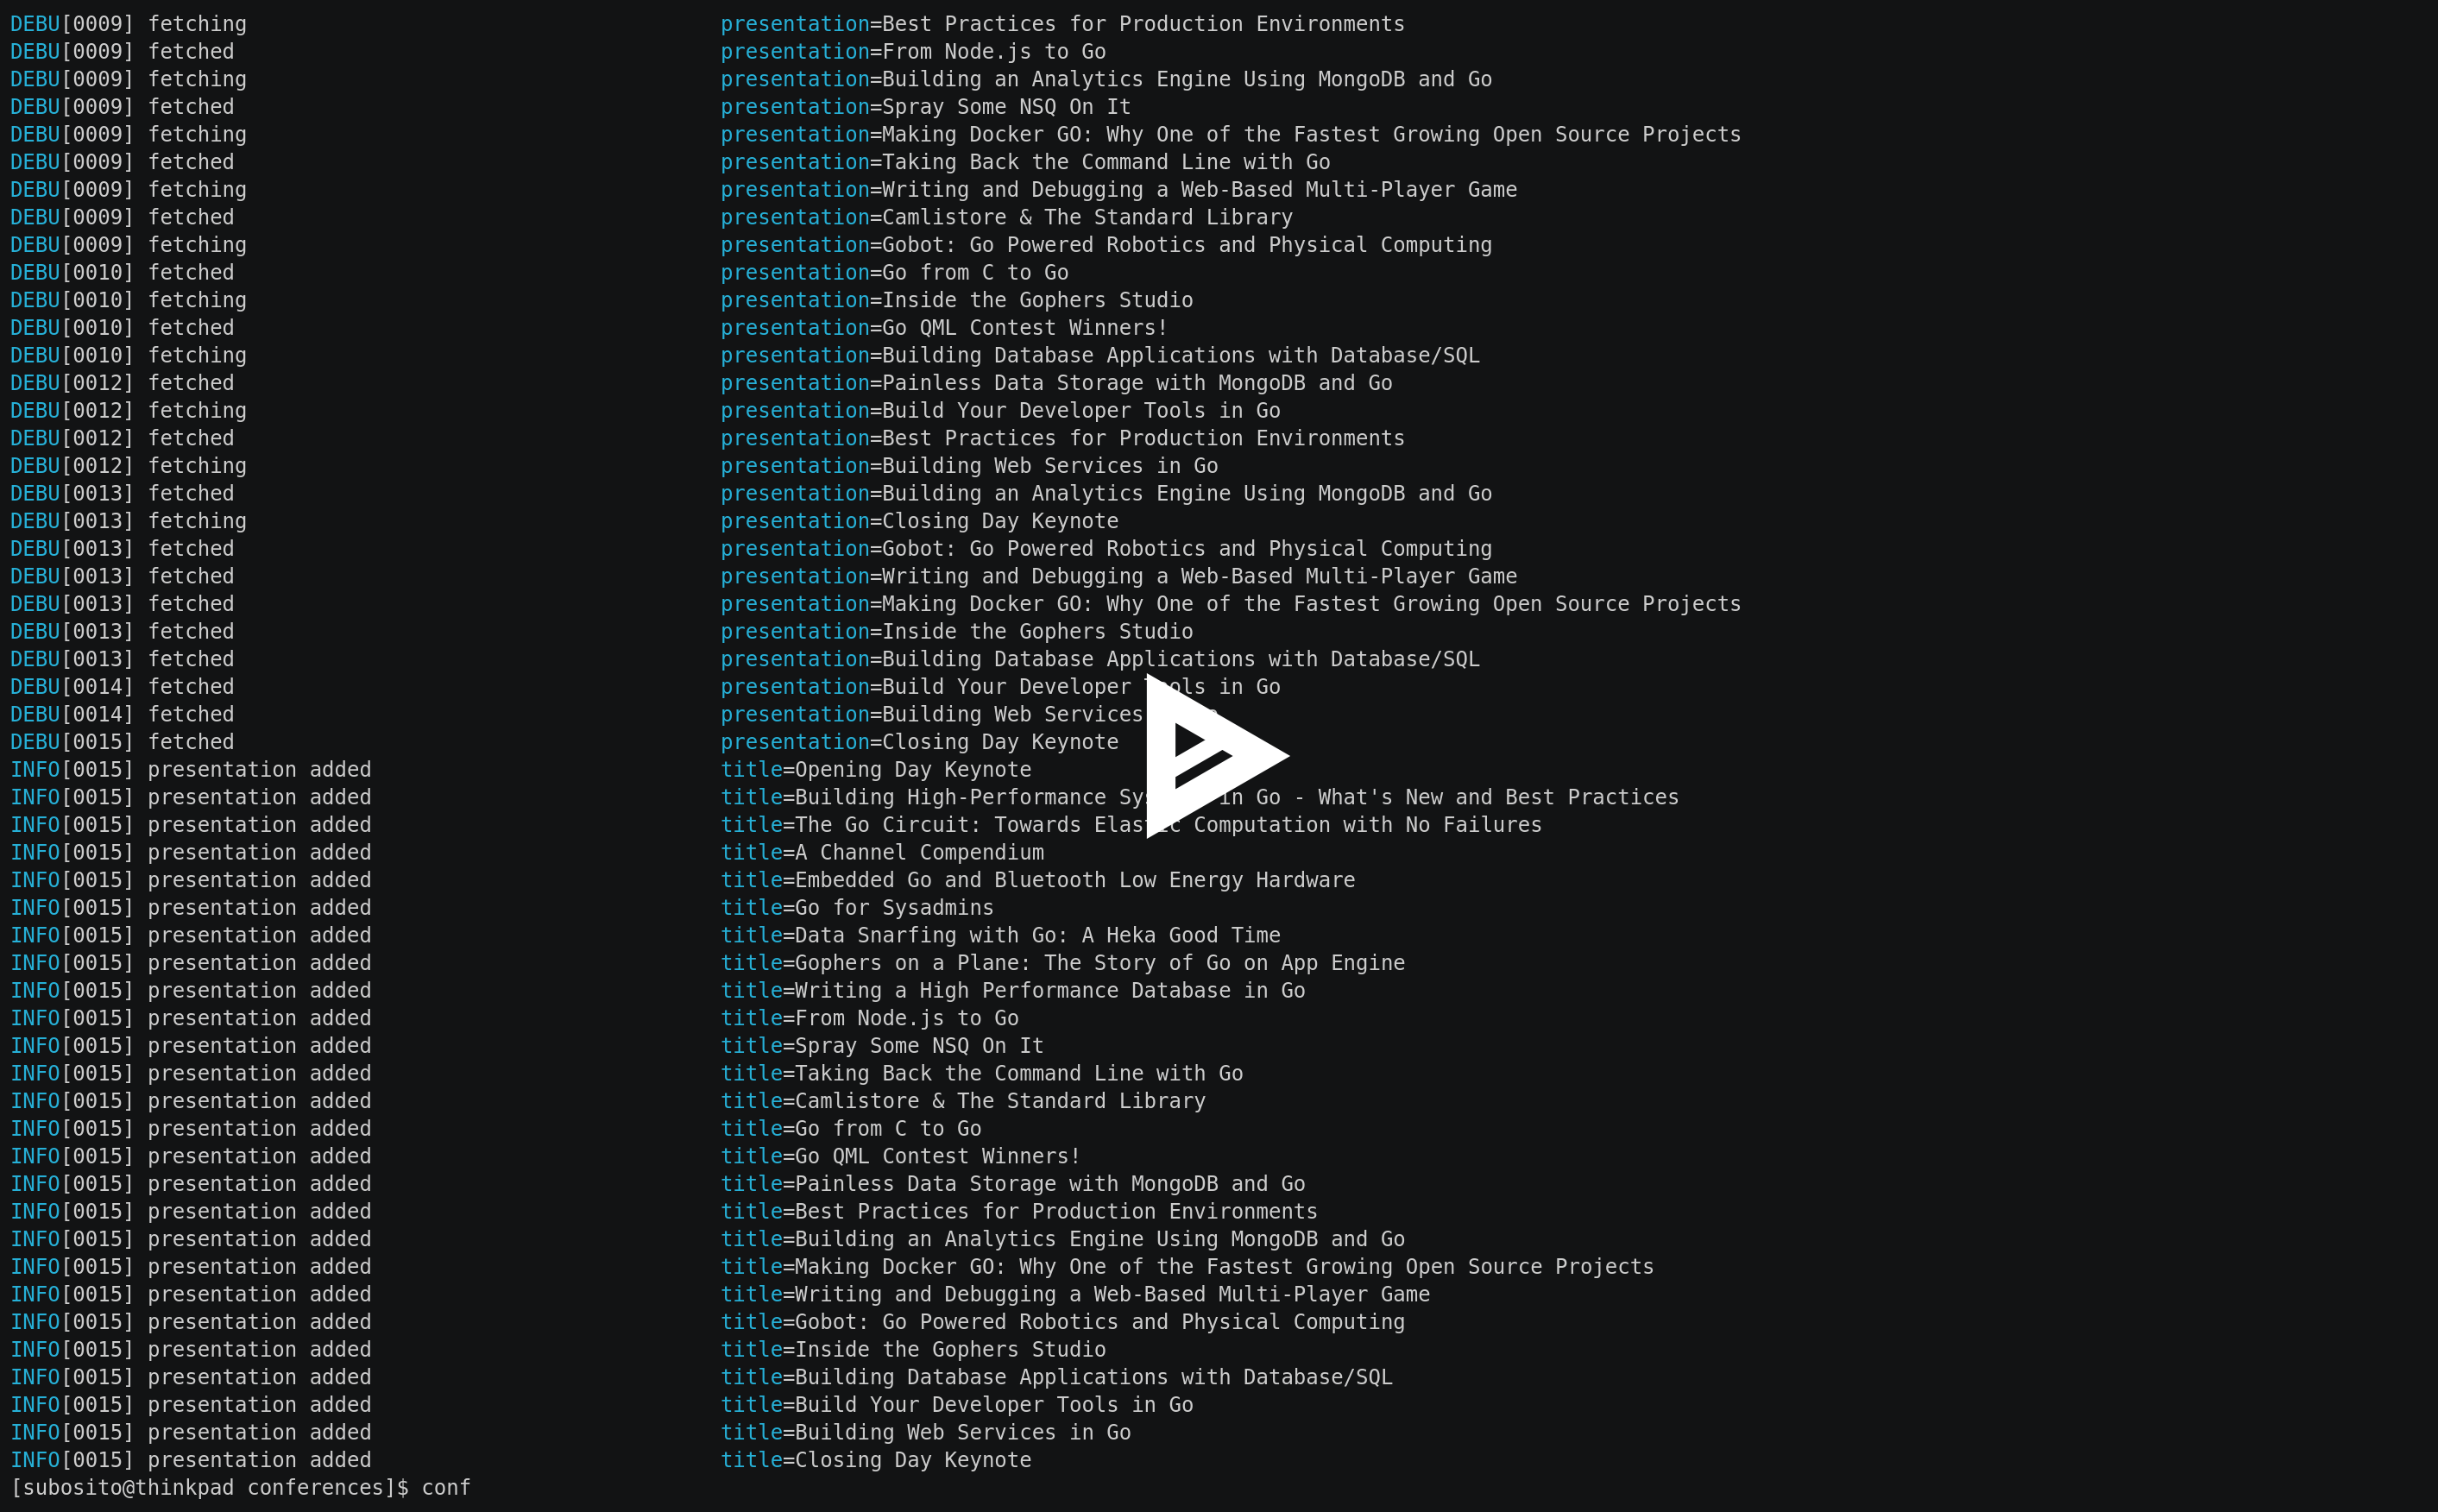 DEBU[0009] fetching presentation=Best Practices for Production Environments
DEBU[0009] fetched presentation=From Node.js to Go
DEBU[0009] fetching presentation=Building an Analytics Engine Using MongoDB and Go
DEBU[0009] fetched presentation=Spray Some NSQ On It
DEBU[0009] fetching presentation=Making Docker GO: Why One of the Fastest Growing Open Source Projects
DEBU[0009] fetched presentation=Taking Back the Command Line with Go
DEBU[0009] fetching presentation=Writing and Debugging a Web-Based Multi-Player Game
DEBU[0009] fetched presentation=Camlistore & The Standard Library
DEBU[0009] fetching presentation=Gobot: Go Powered Robotics and Physical Computing
DEBU[0010] fetched presentation=Go from C to Go
DEBU[0010] fetching presentation=Inside the Gophers Studio
DEBU[0010] fetched presentation=Go QML Contest Winners!
DEBU[0010] fetching presentation=Building Database Applications with Database/SQL
DEBU[0012] fetched presentation=Painless Data Storage with MongoDB and Go
DEBU[0012] fetching presentation=Build Your Developer Tools in Go
DEBU[0012] fetched presentation=Best Practices for Production Environments
DEBU[0012] fetching presentation=Building Web Services in Go
DEBU[0013] fetched presentation=Building an Analytics Engine Using MongoDB and Go
DEBU[0013] fetching presentation=Closing Day Keynote
DEBU[0013] fetched presentation=Gobot: Go Powered Robotics and Physical Computing
DEBU[0013] fetched presentation=Writing and Debugging a Web-Based Multi-Player Game
DEBU[0013] fetched presentation=Making Docker GO: Why One of the Fastest Growing Open Source Projects
DEBU[0013] fetched presentation=Inside the Gophers Studio
DEBU[0013] fetched presentation=Building Database Applications with Database/SQL
DEBU[0014] fetched presentation=Build Your Developer Tools in Go
DEBU[0014] fetched presentation=Building Web Services
DEBU[0015] fetched presentation=Closing Day Keynote
INFO[0015] presentation added title=Opening Day Keynote
INFO[0015] presentation added title=Building High-Performance in Go - What's New and Best Practices
INFO[0015] presentation added title=The Go Circuit: Towards Elastic Computation with No Failures
INFO[0015] presentation added title=A Channel Compendium
INFO[0015] presentation added title=Embedded Go and Bluetooth Low Energy Hardware
INFO[0015] presentation added title=Go for Sysadmins
INFO[0015] presentation added title=Data Snarfing with Go: A Heka Good Time
INFO[0015] presentation added title=Gophers on a Plane: The Story of Go on App Engine
INFO[0015] presentation added title=Writing a High Performance Database in Go
INFO[0015] presentation added title=From Node.js to Go
INFO[0015] presentation added title=Spray Some NSQ On It
INFO[0015] presentation added title=Taking Back the Command Line with Go
INFO[0015] presentation added title=Camlistore & The Standard Library
INFO[0015] presentation added title=Go from C to Go
INFO[0015] presentation added title=Go QML Contest Winners!
INFO[0015] presentation added title=Painless Data Storage with MongoDB and Go
INFO[0015] presentation added title=Best Practices for Production Environments
INFO[0015] presentation added title=Building an Analytics Engine Using MongoDB and Go
INFO[0015] presentation added title=Making Docker GO: Why One of the Fastest Growing Open Source Projects
INFO[0015] presentation added title=Writing and Debugging a Web-Based Multi-Player Game
INFO[0015] presentation added title=Gobot: Go Powered Robotics and Physical Computing
INFO[0015] presentation added title=Inside the Gophers Studio
INFO[0015] presentation added title=Building Database Applications with Database/SQL
INFO[0015] presentation added title=Build Your Developer Tools in Go
INFO[0015] presentation added title=Building Web Services in Go
INFO[0015] presentation added title=Closing Day Keynote
[subosito@thinkpad conferences]$ conf